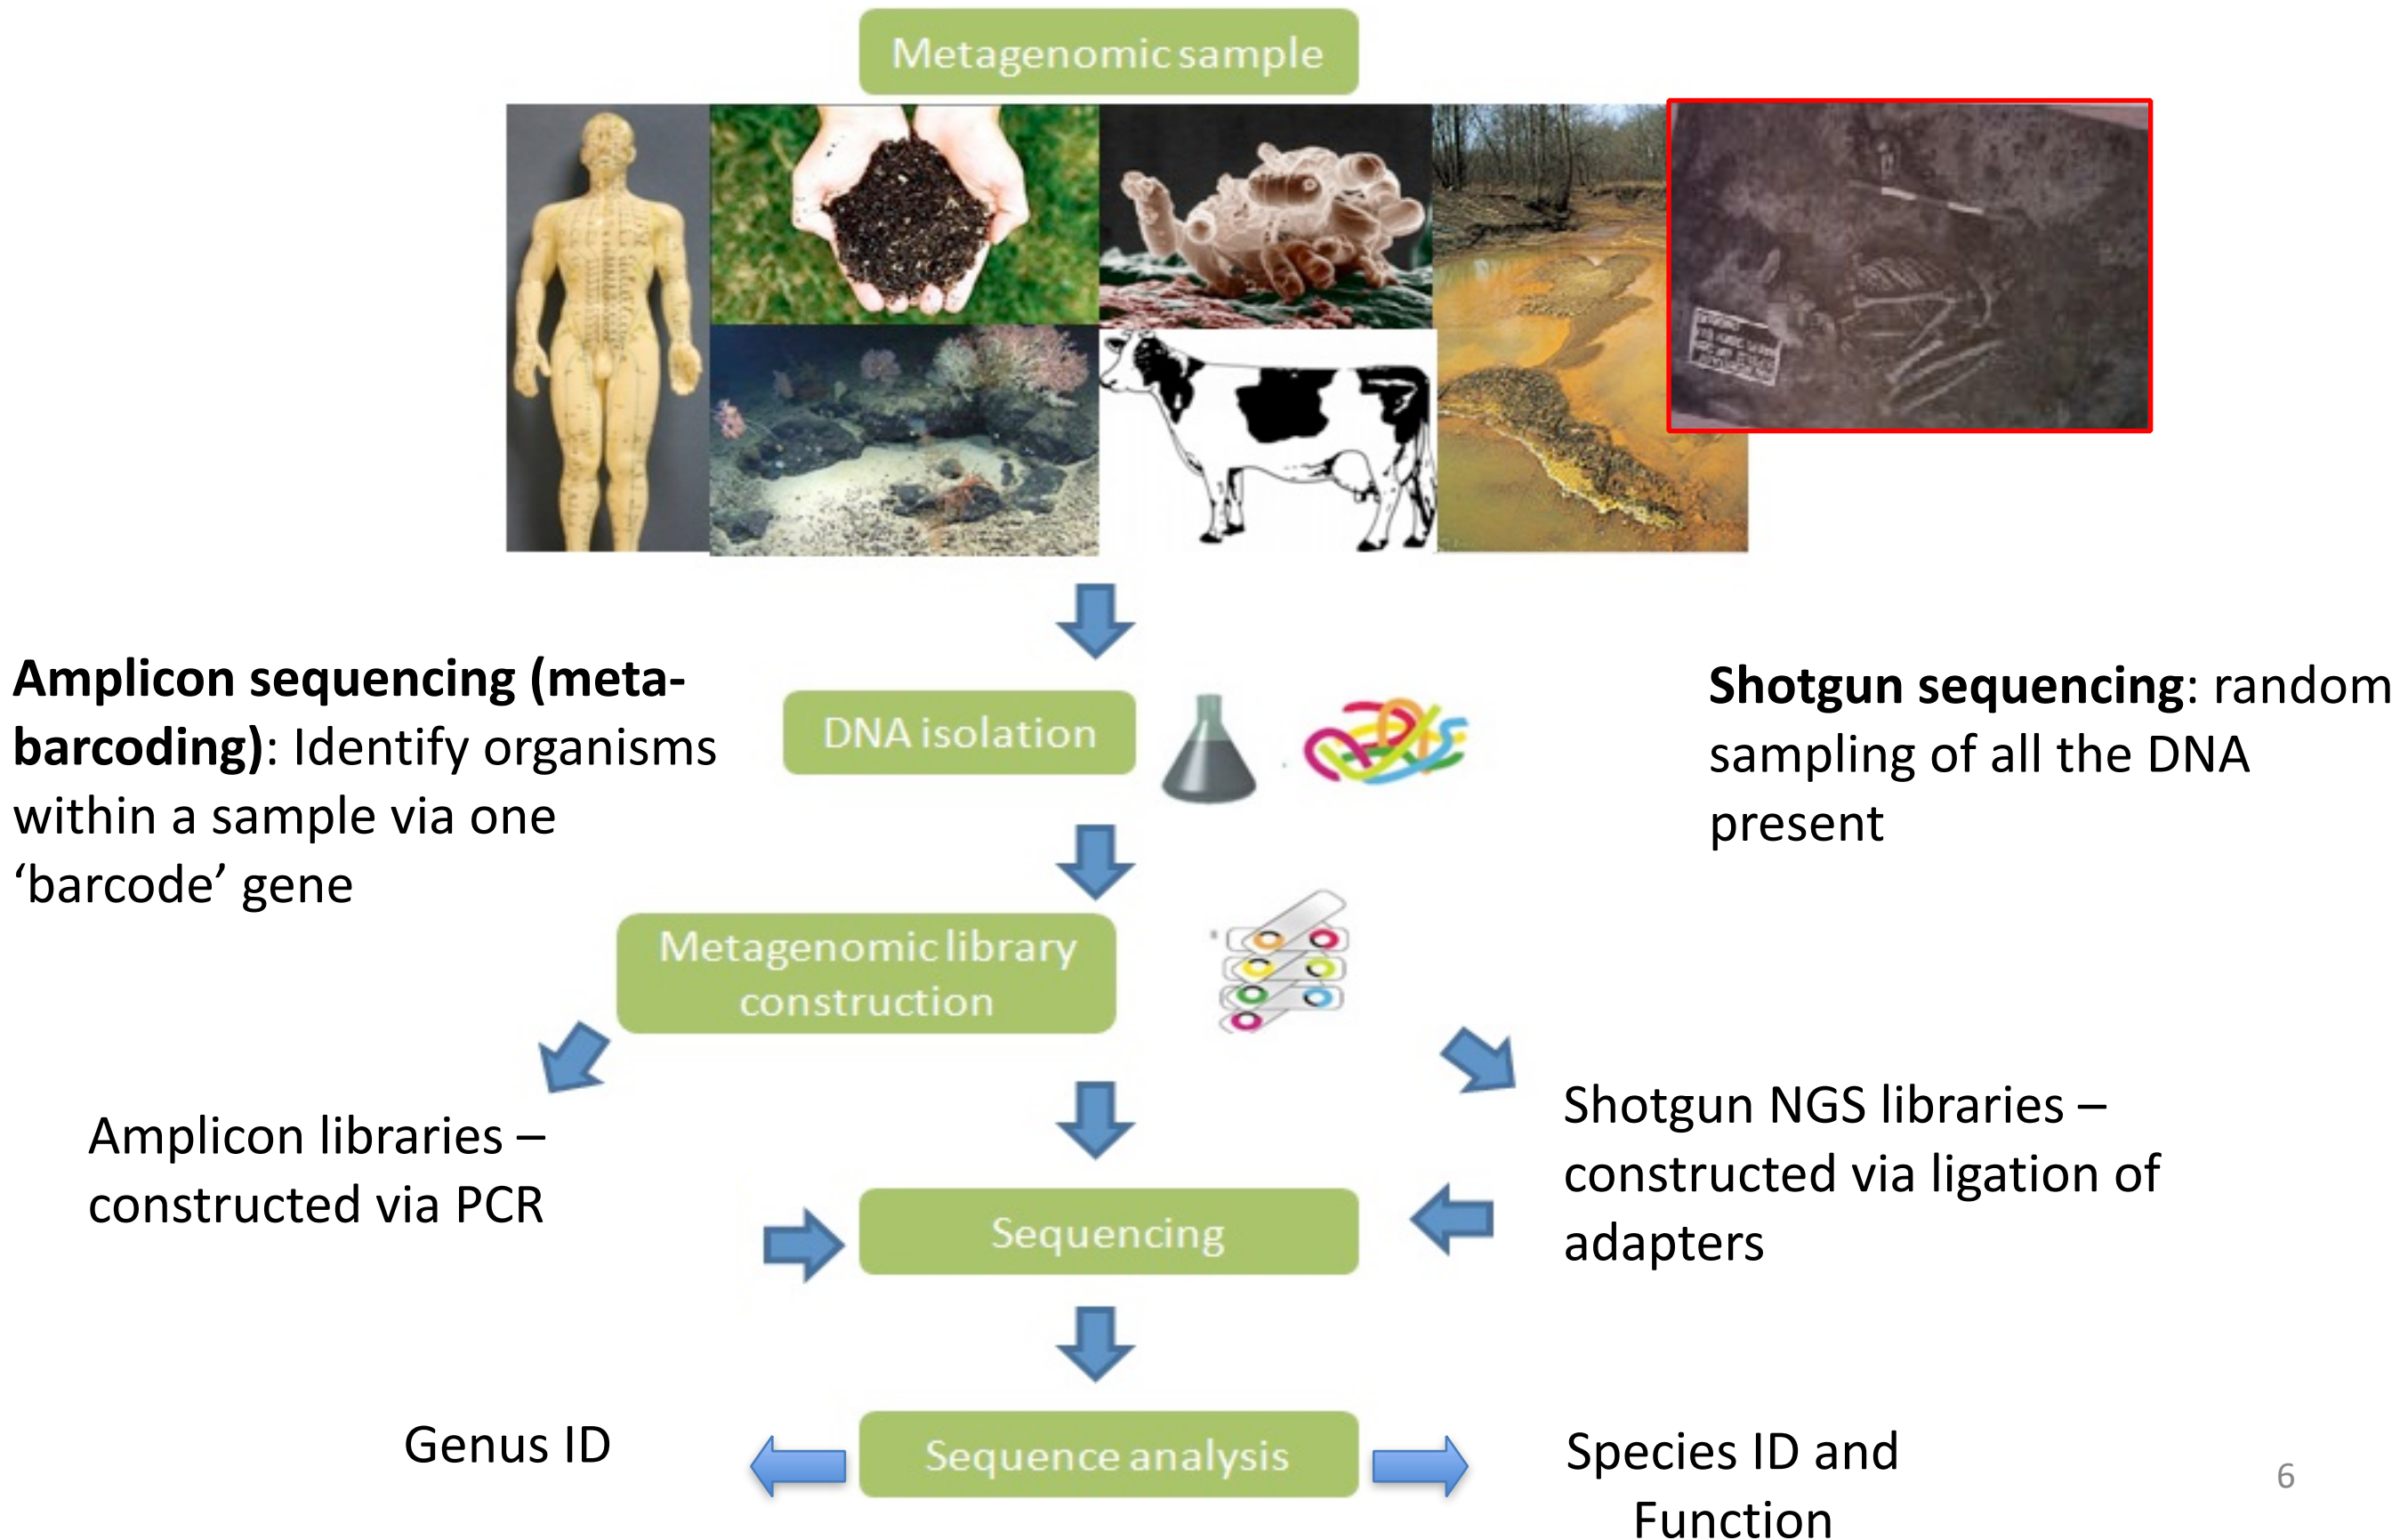 Metagenomic sample
Amplicon sequencing (meta-
barcoding): Identify organisms
within a sample via one
‘barcode’ gene
DNA isolation
Shotgun sequencing: random
sampling of all the DNA
present
Metagenomic library
construction
Amplicon libraries –
constructed via PCR
Shotgun NGS libraries –
constructed via ligation of
adapters
Sequencing
Genus ID
Sequence analysis
Species ID and
Function
6